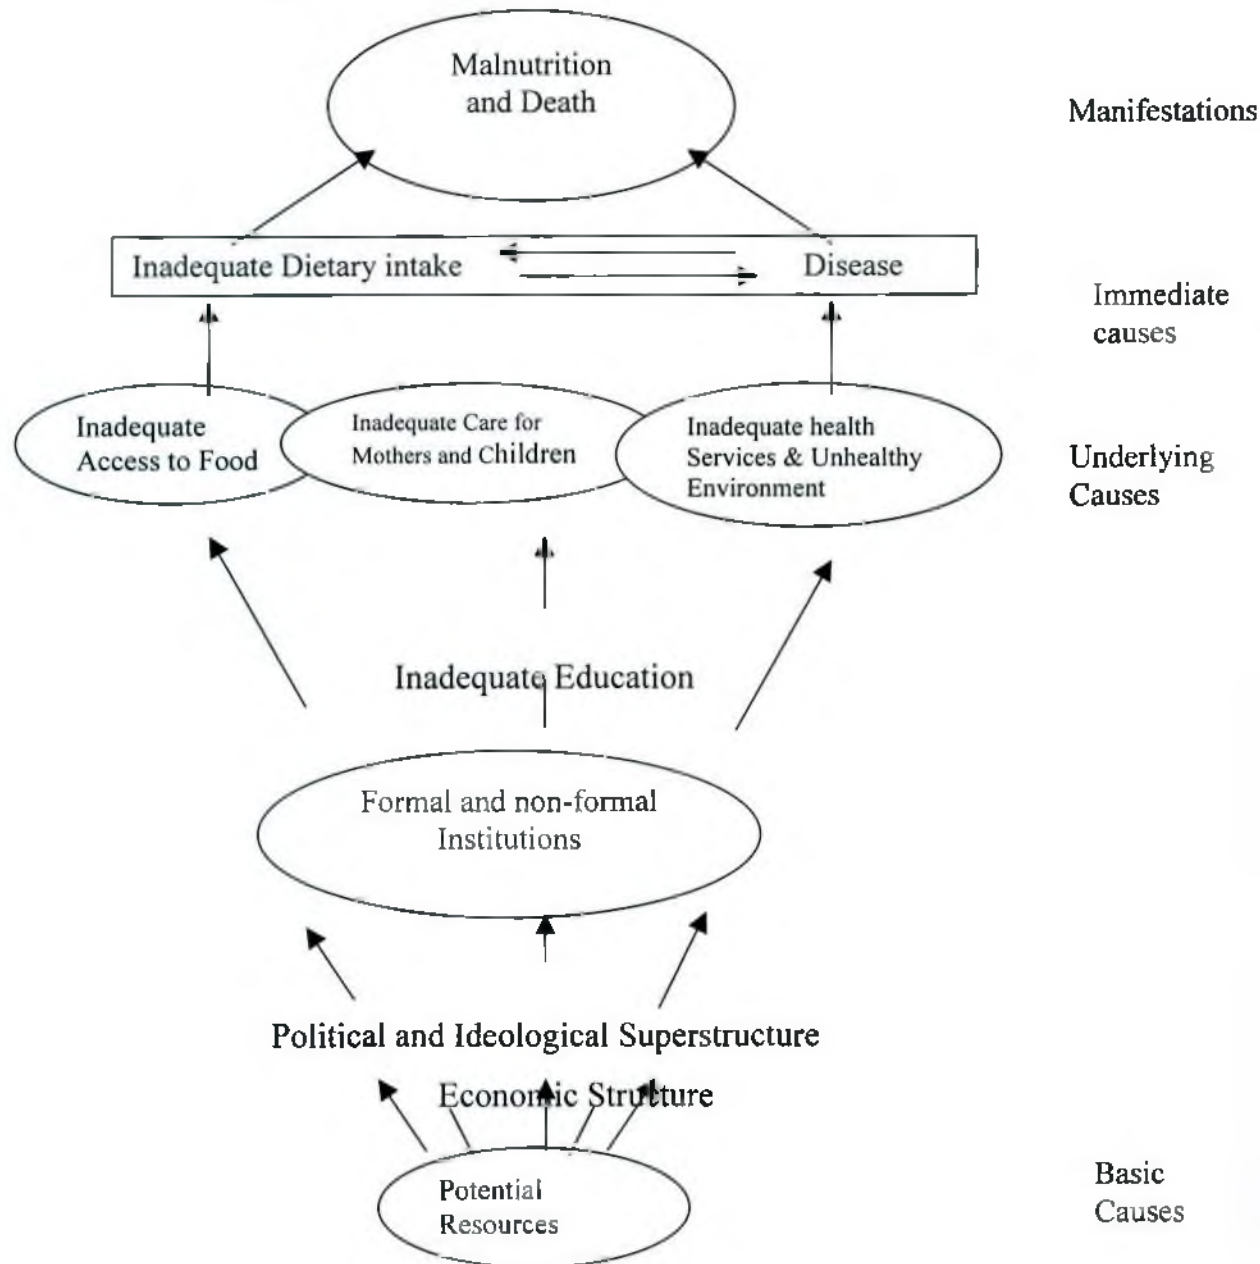 Malnutrition
and Death
Manifestations
Inadequate Dietary intake
Disease
Immediate
causes
Inadequate
Access to Food
Inadequate Care for
Mothers and Children
Inadequate health
Services & Unhealthy
Environment
Underlying
Causes
Inadequate Education
Formal and non-formal
Institutions
Political and Ideological Superstructure
Economic Structure
Potential
Resources
Basic
Causes